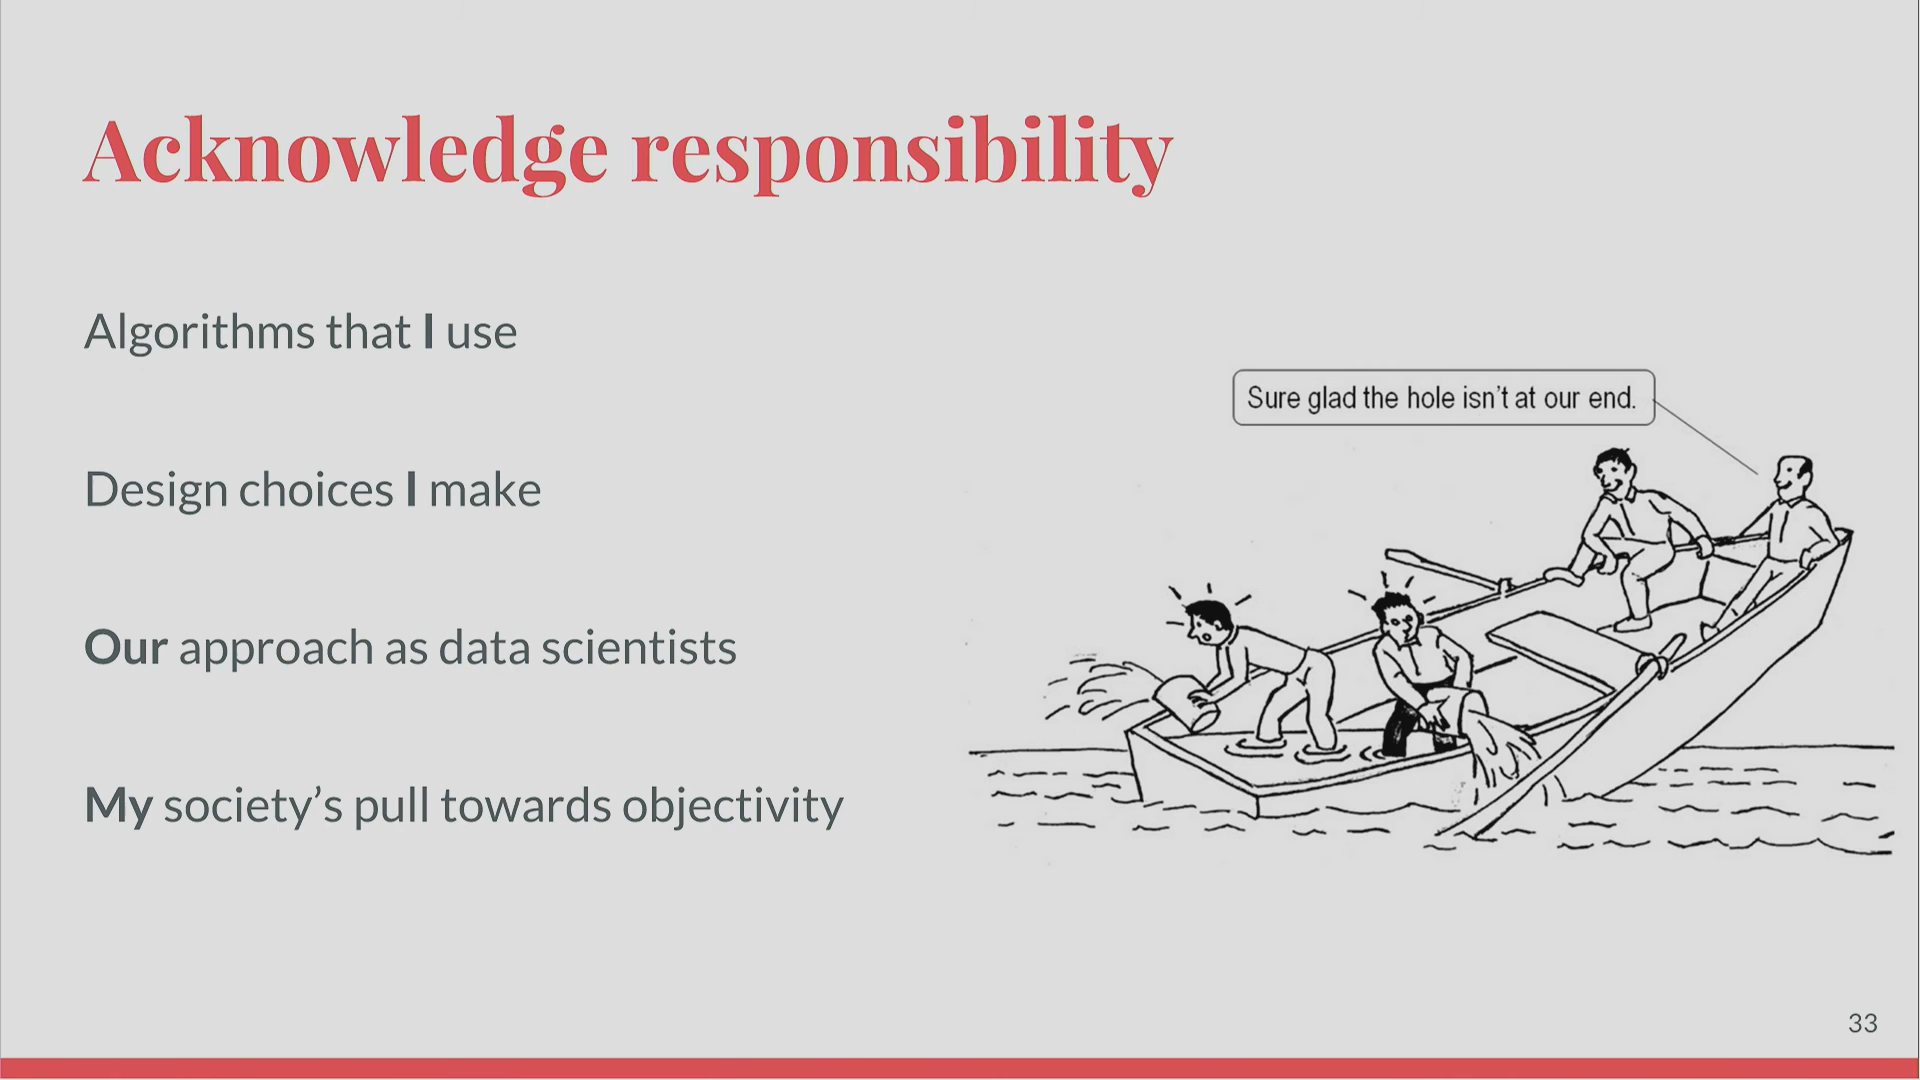 Acknowledge responsibility
Algorithms that I use
Design choices I make
Our approach as data scientists
My society’s pull towards objectivity
Sure glad the hole isn’t at our end.
33